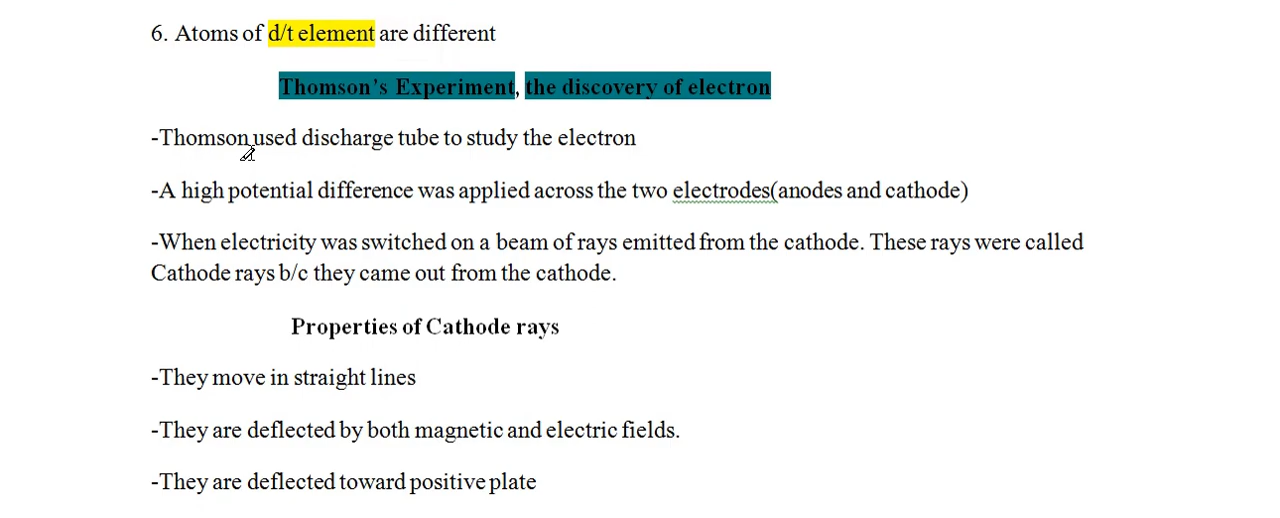 6. Atoms of d/t element are different
Thomson's Experiment, the discovery of electron
-Thomson used discharge tube to study the electron
-A high potential difference was applied across the two electrodes(anodes and cathode)
-When electricity was switched on a beam of rays emitted from the cathode. These rays were called
Cathode rays b/c they came out from the cathode.
Properties of Cathode rays
-They move in straight lines
-They are deflected by both magnetic and electric fields.
-They are deflected toward positive plate